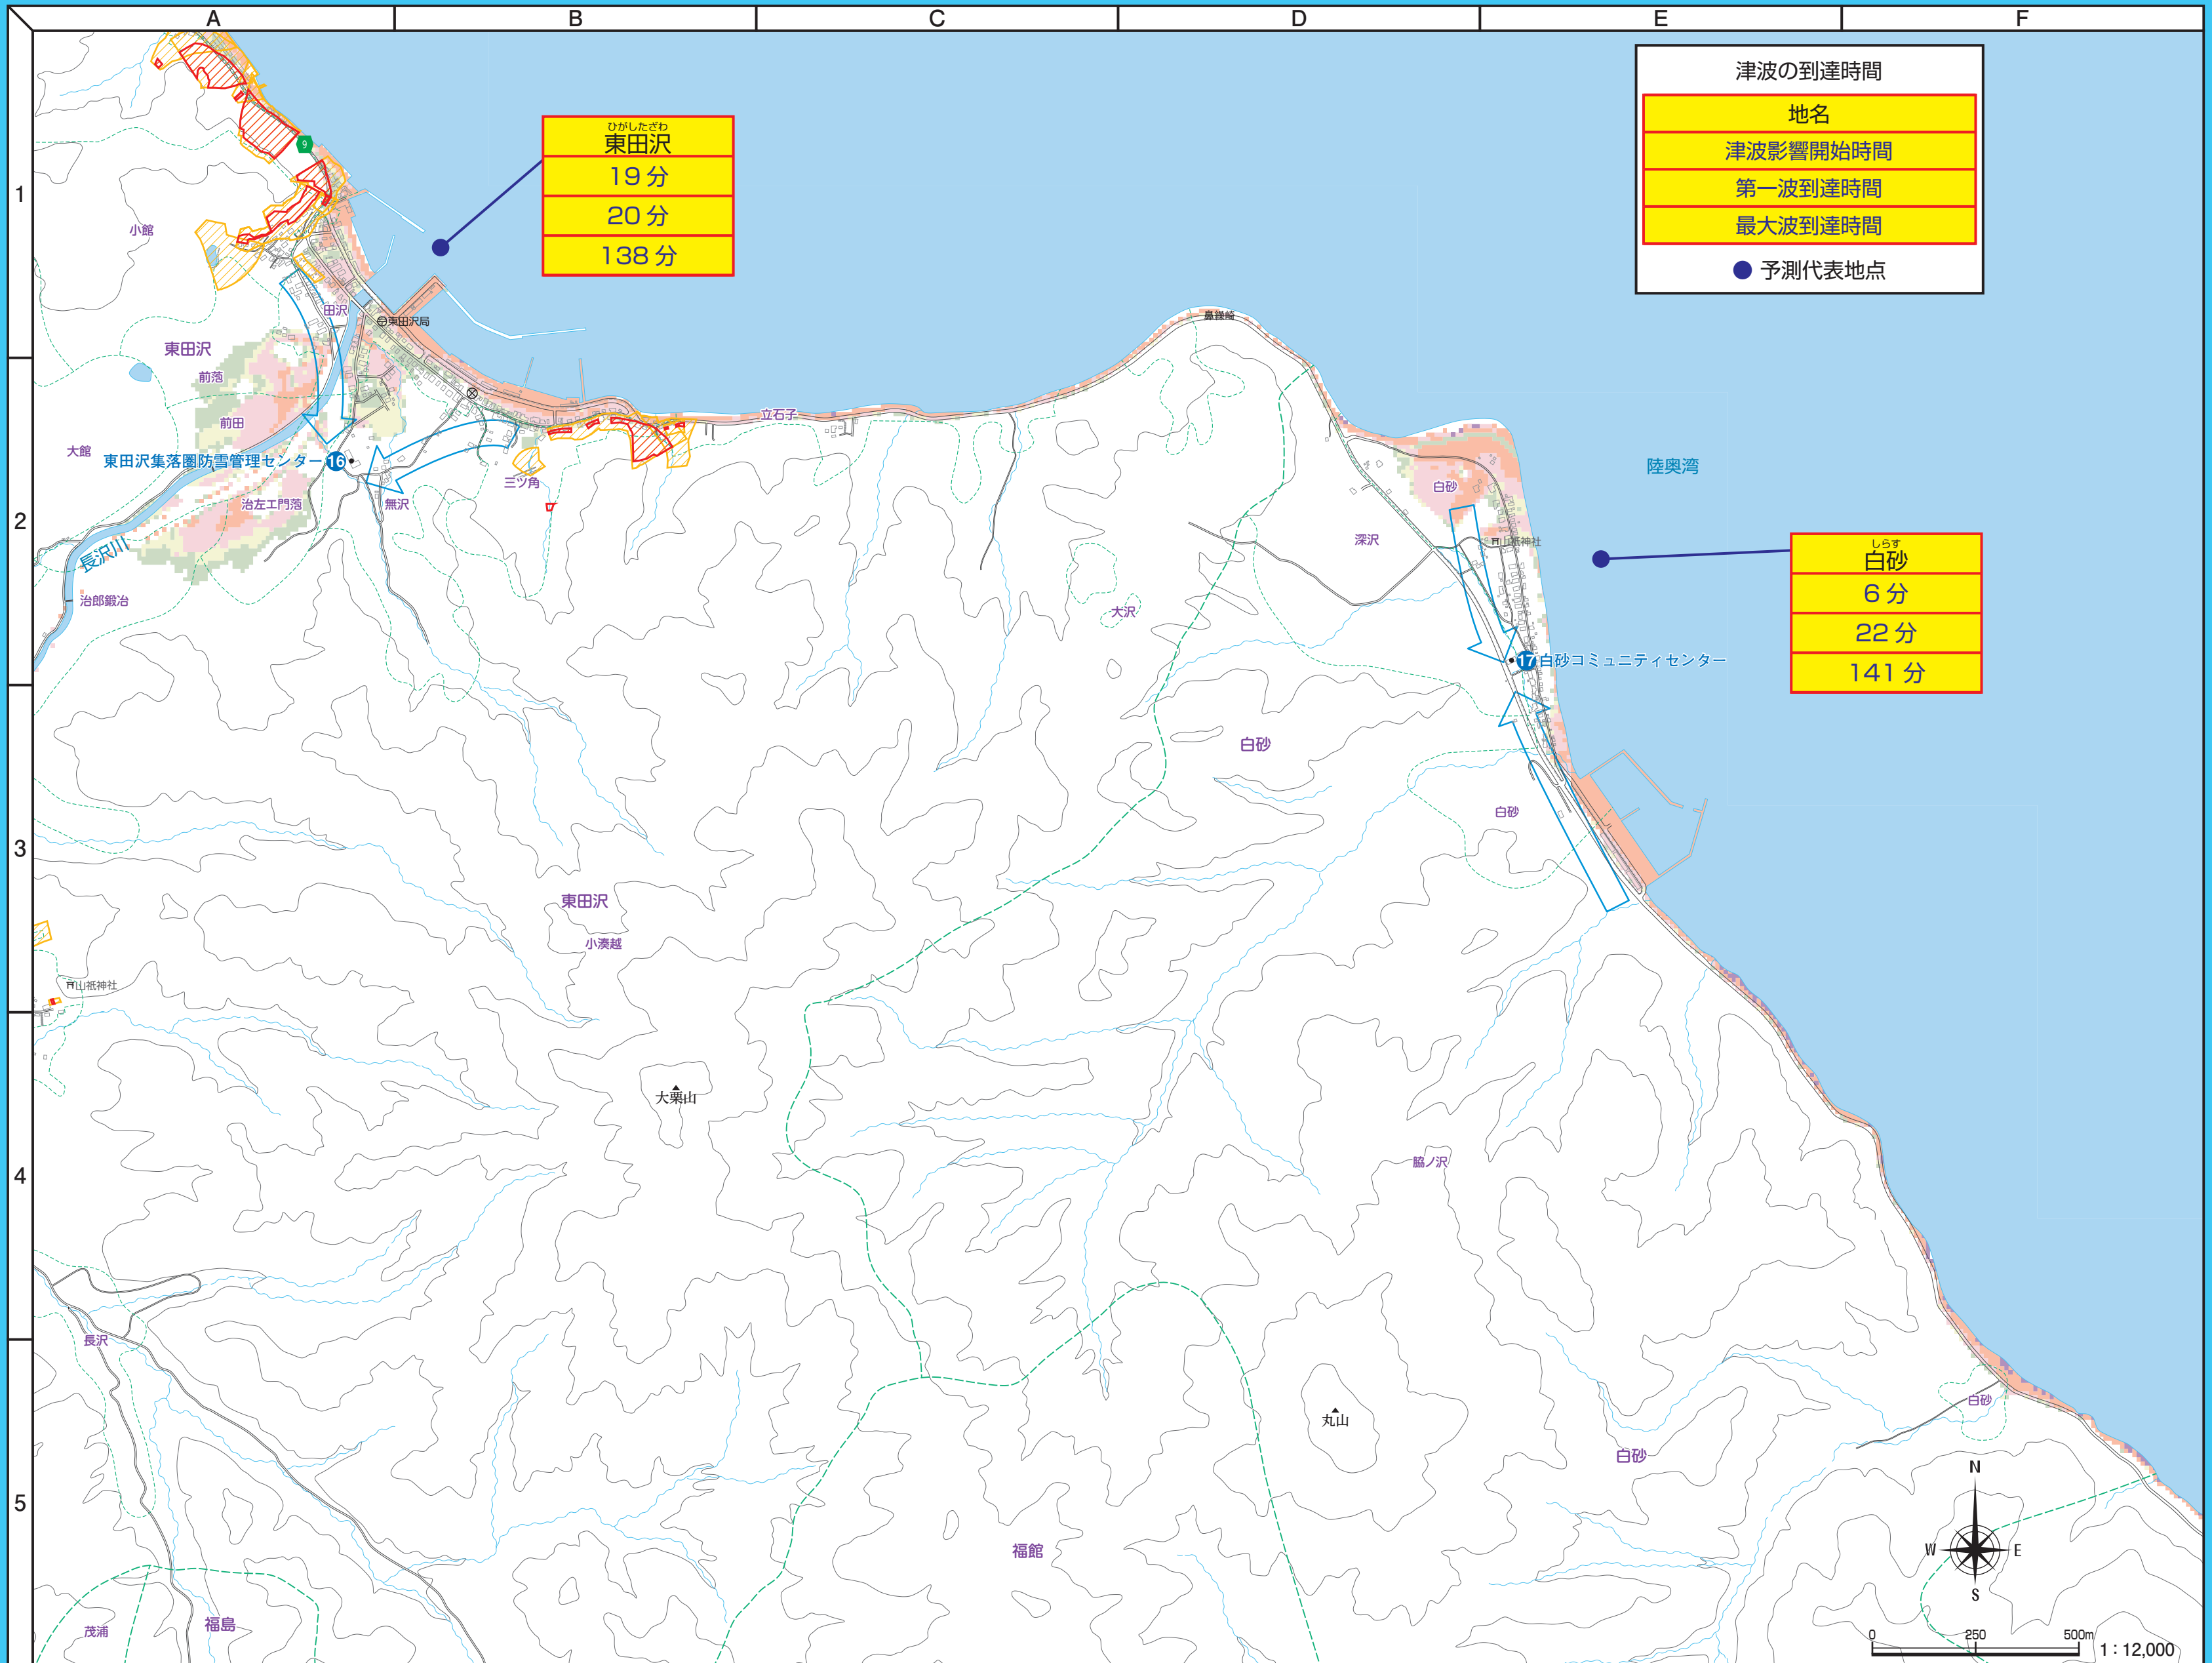 A
B
C
D
E
F
1
2
3
4
5
津波の到達時間
地名
津波影響開始時間
第一波到達時間
最大波到達時間
予測代表地点
ひがしたざわ
東田沢
19分
20分
138分
9
小館
田沢
東田沢局
東田沢
前落
前田
大館
東田沢集落圏防雪管理センター
16
治左エ門落
無沢
三ツ角
立石子
鼻繰崎
長沢川
治郎鍛冶
白砂
陸奥湾
深沢
山祇神社
大沢
しらす
白砂
6分
22分
141分
17
白砂コミュニティセンター
白砂
白砂
東田沢
小湊越
山祇神社
大栗山
脇ノ沢
長沢
丸山
白砂
白砂
福館
福島
茂浦
N
W
E
S
0
250
500m
1:12,000